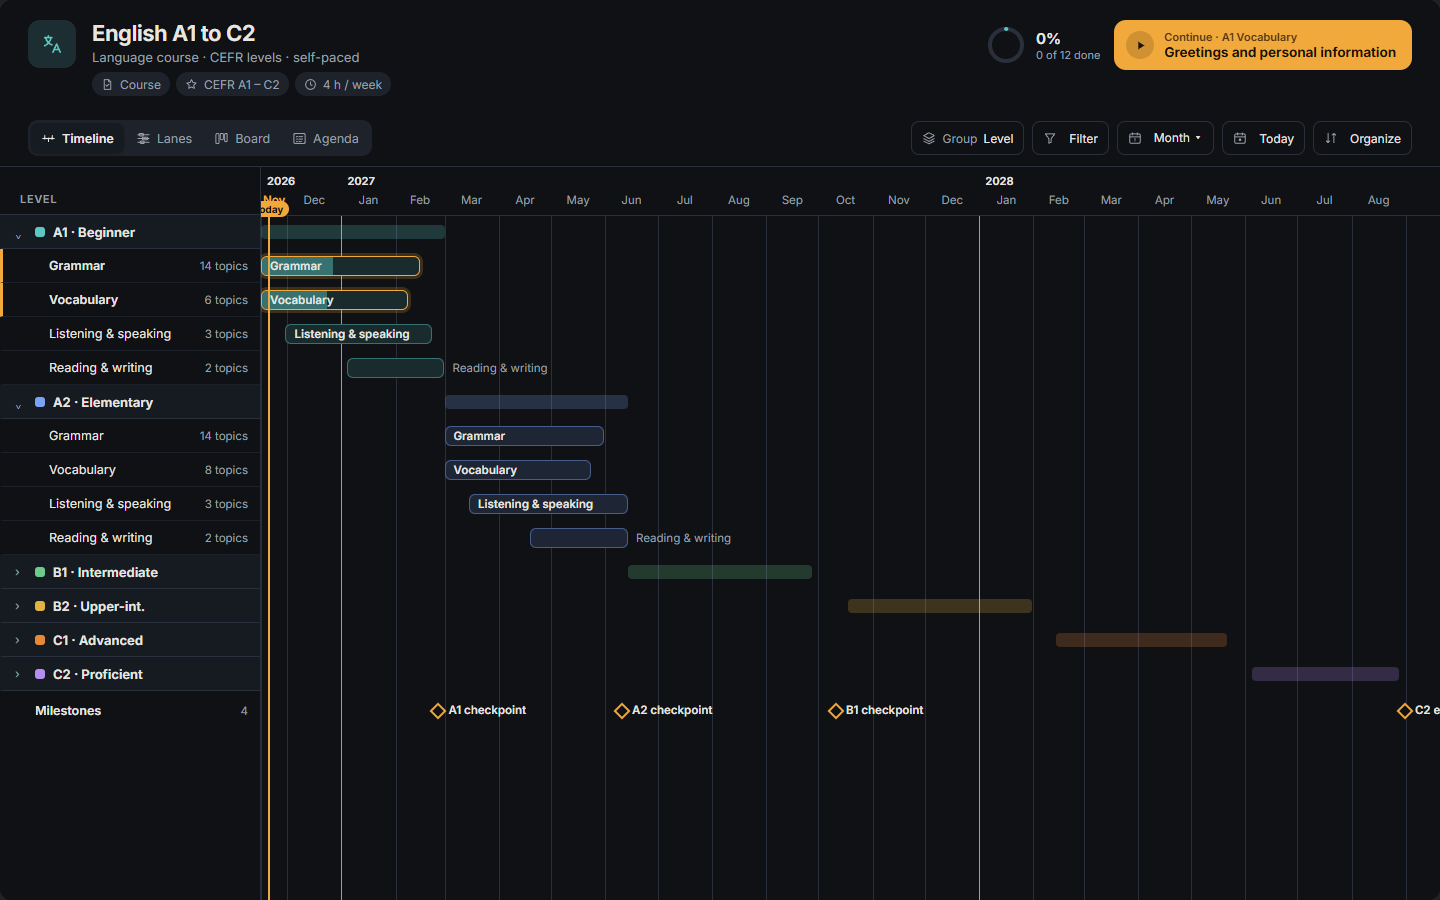 English A1 to C2
Language course · CEFR levels · self-paced
Course
CEFR A1 – C2
4 h / week
0%
0 of 12 done
Continue · A1 Vocabulary
Greetings and personal information
Timeline
Lanes
Board
Agenda
Group Level
Filter
Month
Today
Organize
LEVEL
2026 2027 2028
Nov Dec Jan Feb Mar Apr May Jun Jul Aug Sep Oct Nov Dec Jan Feb Mar Apr May Jun Jul Aug
oday
A1 · Beginner
Grammar 14 topics Grammar
Vocabulary 6 topics Vocabulary
Listening & speaking 3 topics Listening & speaking
Reading & writing 2 topics Reading & writing
A2 · Elementary
Grammar 14 topics Grammar
Vocabulary 8 topics Vocabulary
Listening & speaking 3 topics Listening & speaking
Reading & writing 2 topics Reading & writing
B1 · Intermediate
B2 · Upper-int.
C1 · Advanced
C2 · Proficient
Milestones 4 A1 checkpoint A2 checkpoint B1 checkpoint C2 e